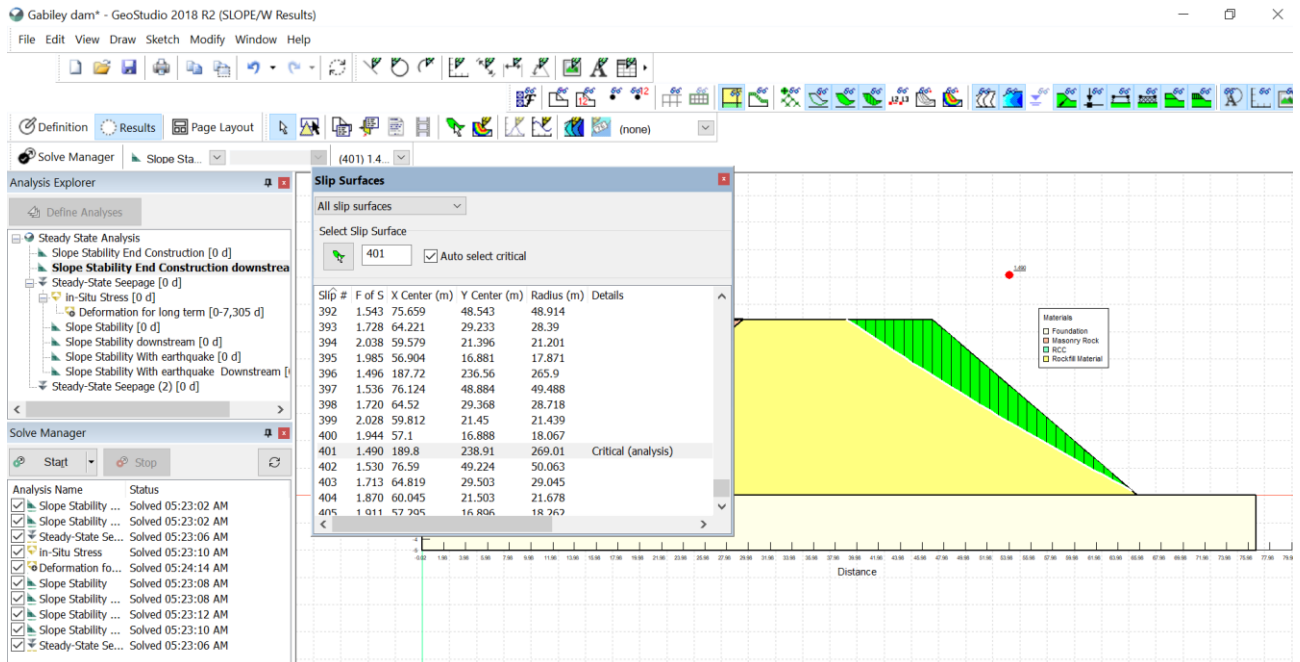 Gabiley dam* - GeoStudio 2018 R2 (SLOPE/W Results)
File Edit View Draw Sketch Modify Window Help
Definition Results Page Layout (none)
Solve Manager Slope Sta... (401) 1.4...
Analysis Explorer
Define Analyses
Steady State Analysis
Slope Stability End Construction [0 d]
Slope Stability End Construction downstrea
Steady-State Seepage [0 d]
in-Situ Stress [0 d]
Deformation for long term [0-7,305 d]
Slope Stability [0 d]
Slope Stability downstream [0 d]
Slope Stability With earthquake [0 d]
Slope Stability With earthquake Downstream [
Steady-State Seepage (2) [0 d]
Solve Manager
Start Stop
Analysis Name Status
Slope Stability ... Solved 05:23:02 AM
Slope Stability ... Solved 05:23:02 AM
Steady-State Se... Solved 05:23:06 AM
in-Situ Stress Solved 05:23:10 AM
Deformation fo... Solved 05:24:14 AM
Slope Stability Solved 05:23:08 AM
Slope Stability ... Solved 05:23:08 AM
Slope Stability ... Solved 05:23:12 AM
Slope Stability ... Solved 05:23:10 AM
Steady-State Se... Solved 05:23:06 AM
Slip Surfaces
All slip surfaces
Select Slip Surface
401 Auto select critical
Slip # F of S X Center (m) Y Center (m) Radius (m) Details
392 1.543 75.659 48.543 48.914
393 1.728 64.221 29.233 28.39
394 2.038 59.579 21.396 21.201
395 1.985 56.904 16.881 17.871
396 1.496 187.72 236.56 265.9
397 1.536 76.124 48.884 49.488
398 1.720 64.52 29.368 28.718
399 2.028 59.812 21.45 21.439
400 1.944 57.1 16.888 18.067
401 1.490 189.8 238.91 269.01 Critical (analysis)
402 1.530 76.59 49.224 50.063
403 1.713 64.819 29.503 29.045
404 1.870 60.045 21.503 21.678
405 1.911 57.295 16.896 18.262
Materials
Foundation
Masonry Rock
RCC
Rockfill Material
Distance